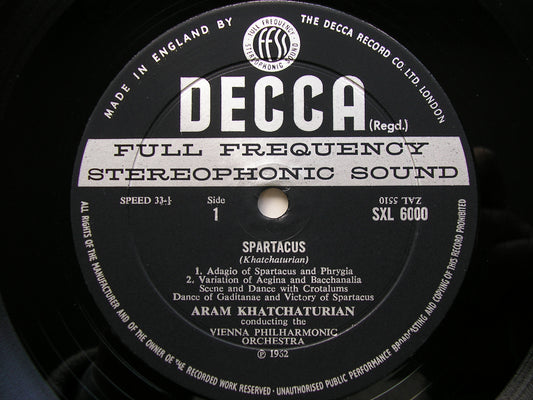 MADE IN ENGLAND BY
THE DECCA RECORD CO. LTD. LONDON
FULL FREQUENCY
FFSS
STEREOPHONIC SOUND
DECCA
(Regd.)
FULL FREQUENCY
STEREOPHONIC SOUND
SPEED 33⅓ Side
1
ZAL 5510
SXL 6000
SPARTACUS
(Khatchaturian)
1. Adagio of Spartacus and Phrygia
2. Variation of Aegina and Bacchanalia
Scene and Dance with Crotalums
Dance of Gaditanae and Victory of Spartacus
ARAM KHATCHATURIAN
conducting the
VIENNA PHILHARMONIC
ORCHESTRA
Ⓟ 1962
ALL RIGHTS OF THE MANUFACTURER AND OF THE OWNER OF THE RECORDED WORK RESERVED · UNAUTHORISED PUBLIC PERFORMANCE BROADCASTING AND COPYING OF THIS RECORD PROHIBITED